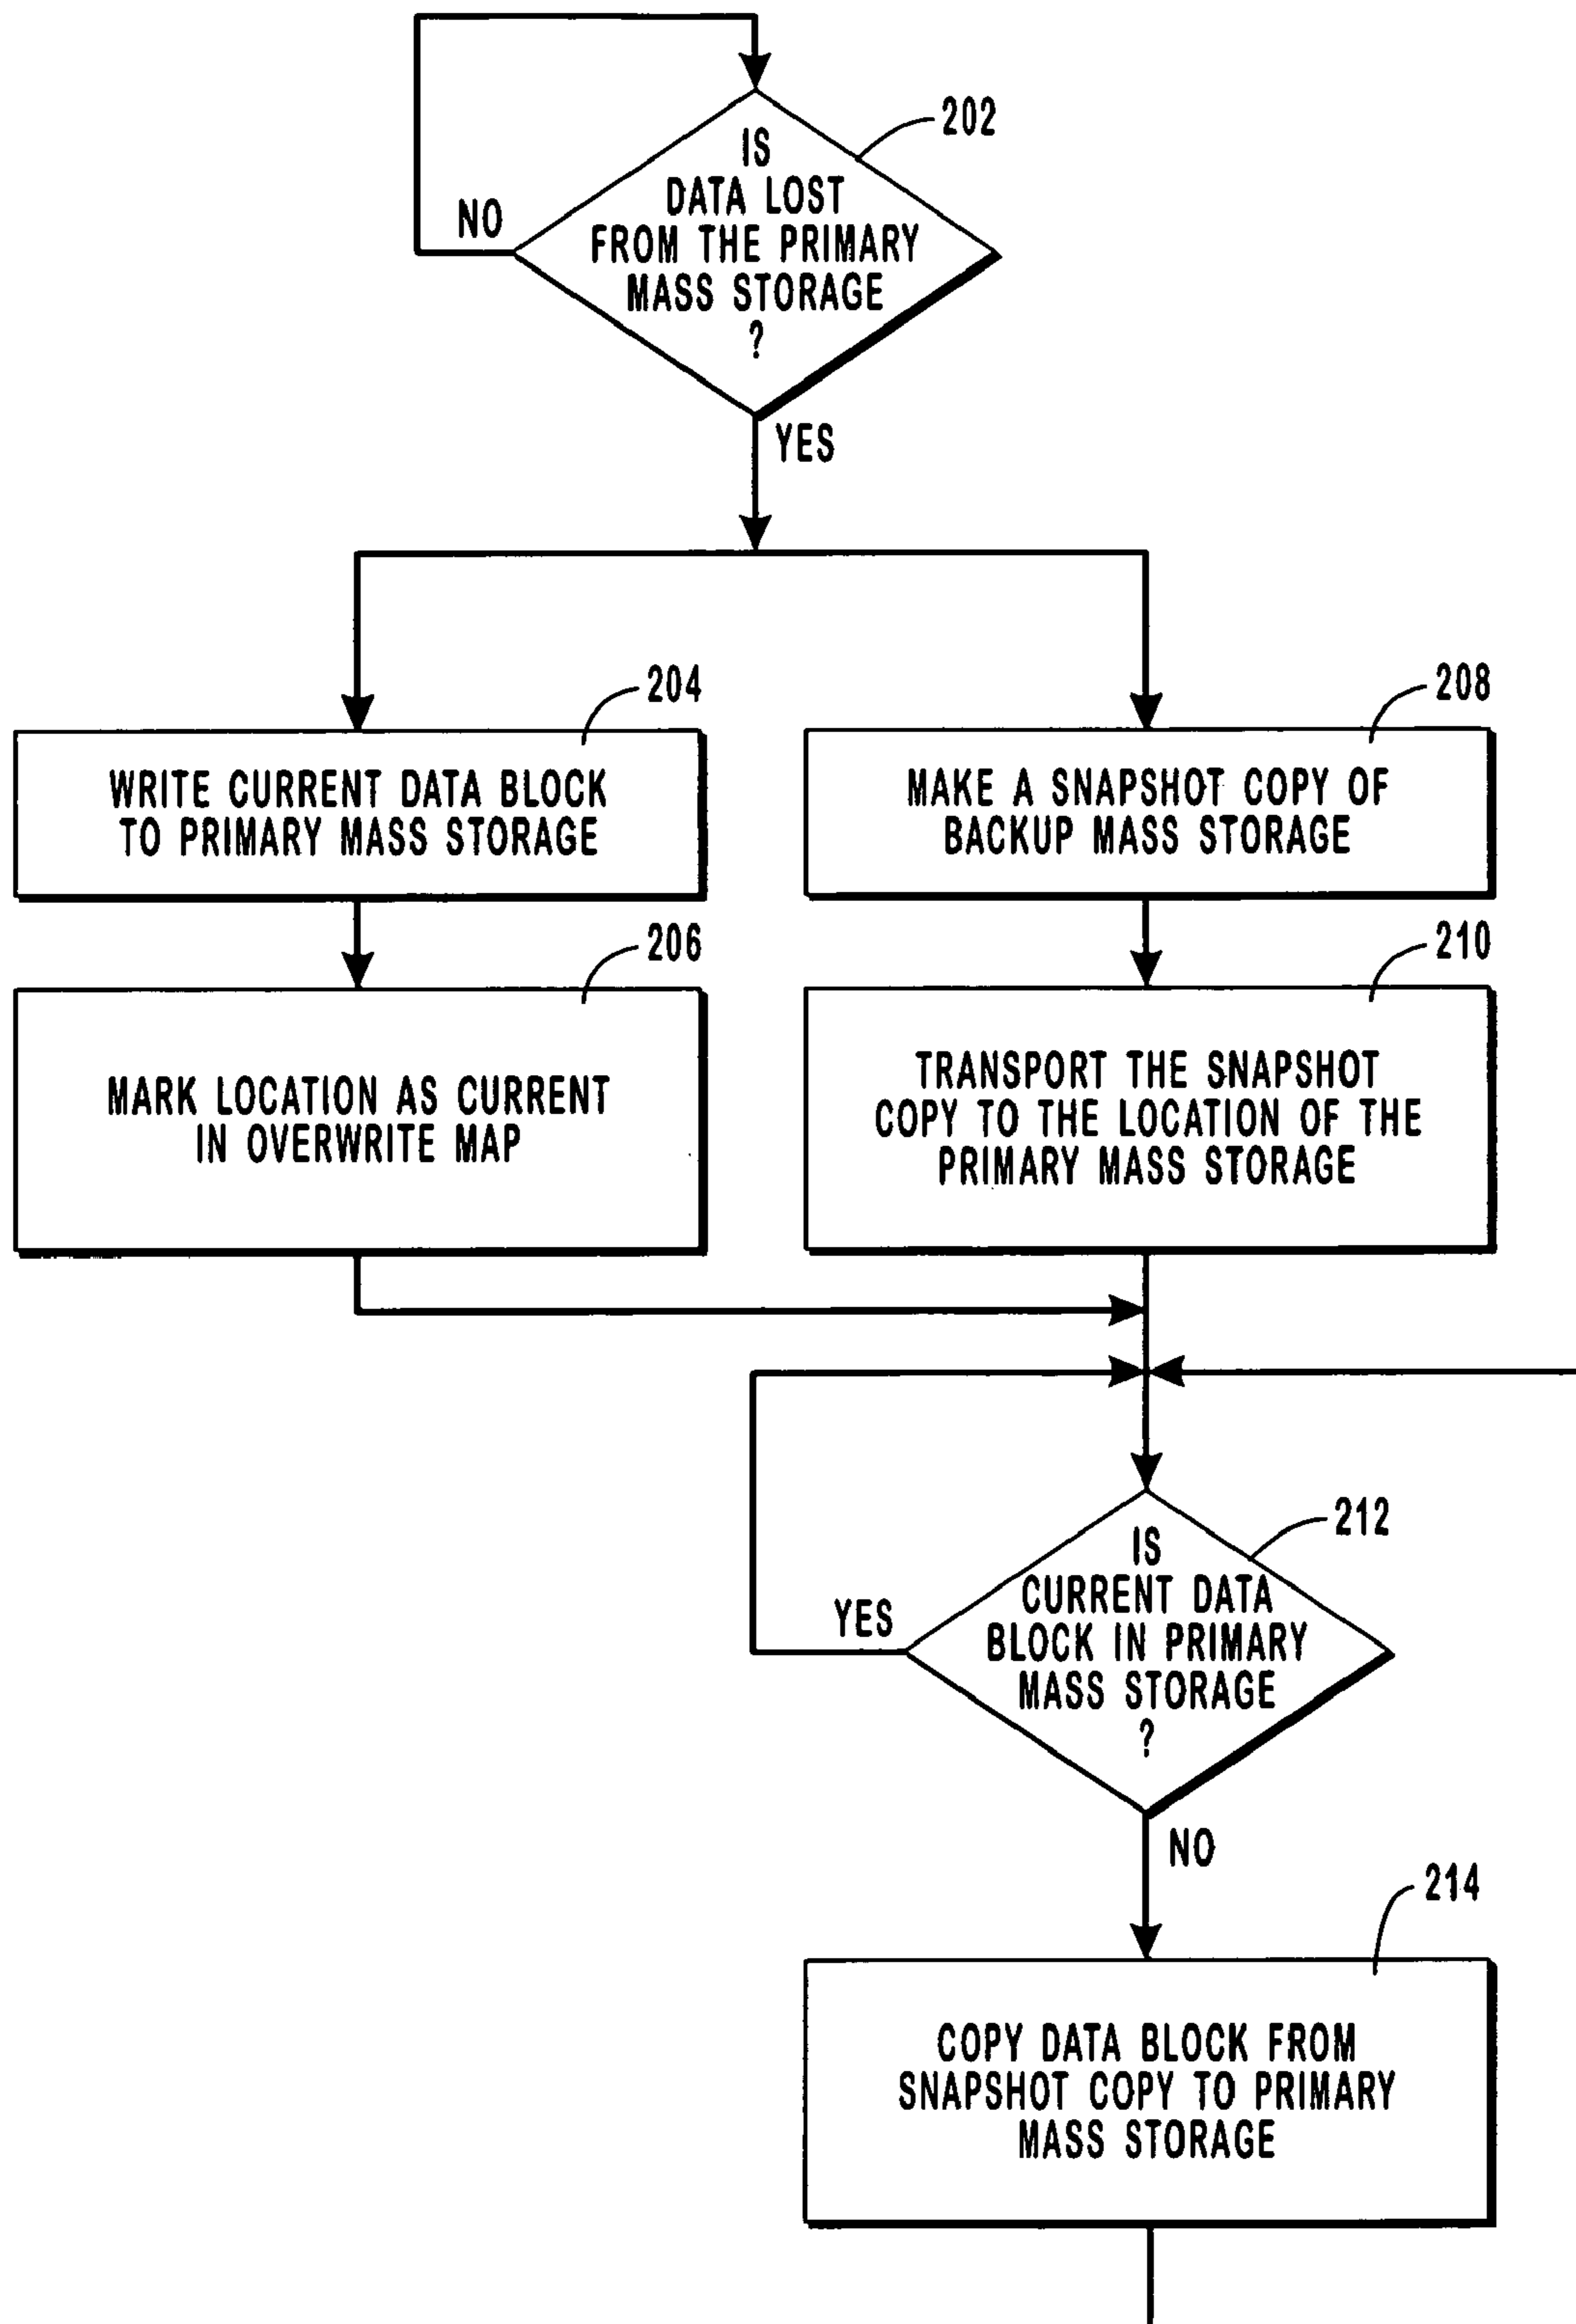 202
IS
DATA LOST
FROM THE PRIMARY
MASS STORAGE
?
NO
YES
204
WRITE CURRENT DATA BLOCK
TO PRIMARY MASS STORAGE
208
MAKE A SNAPSHOT COPY OF
BACKUP MASS STORAGE
206
MARK LOCATION AS CURRENT
IN OVERWRITE MAP
210
TRANSPORT THE SNAPSHOT
COPY TO THE LOCATION OF THE
PRIMARY MASS STORAGE
212
IS
CURRENT DATA
BLOCK IN PRIMARY
MASS STORAGE
?
YES
NO
214
COPY DATA BLOCK FROM
SNAPSHOT COPY TO PRIMARY
MASS STORAGE